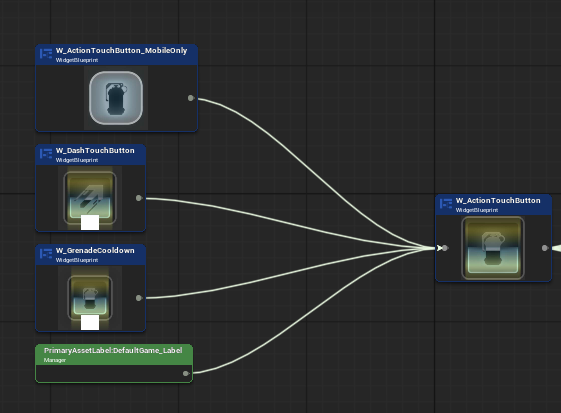 W_ActionTouchButton_MobileOnly
WidgetBlueprint
W_DashTouchButton
WidgetBlueprint
W_ActionTouchButton
WidgetBlueprint
W_GrenadeCooldown
WidgetBlueprint
PrimaryAssetLabel:DefaultGame_Label
Manager